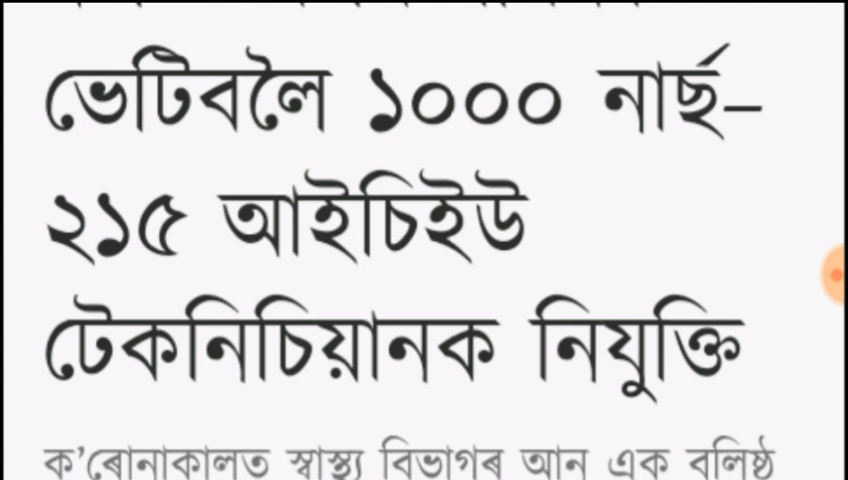 ভেটিবলৈ ১০০০ নাৰ্ছ–
২১৫ আইচিইউ
টেকনিচিয়ানক নিযুক্তি
ক’ৰোনাকালত স্বাস্থ্য বিভাগৰ আন এক বলিষ্ঠ